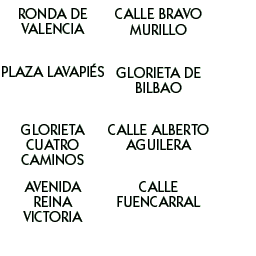 RONDA DE
VALENCIA
CALLE BRAVO
MURILLO
PLAZA LAVAPIÉS
GLORIETA DE
BILBAO
GLORIETA
CUATRO
CAMINOS
CALLE ALBERTO
AGUILERA
AVENIDA
REINA
VICTORIA
CALLE
FUENCARRAL